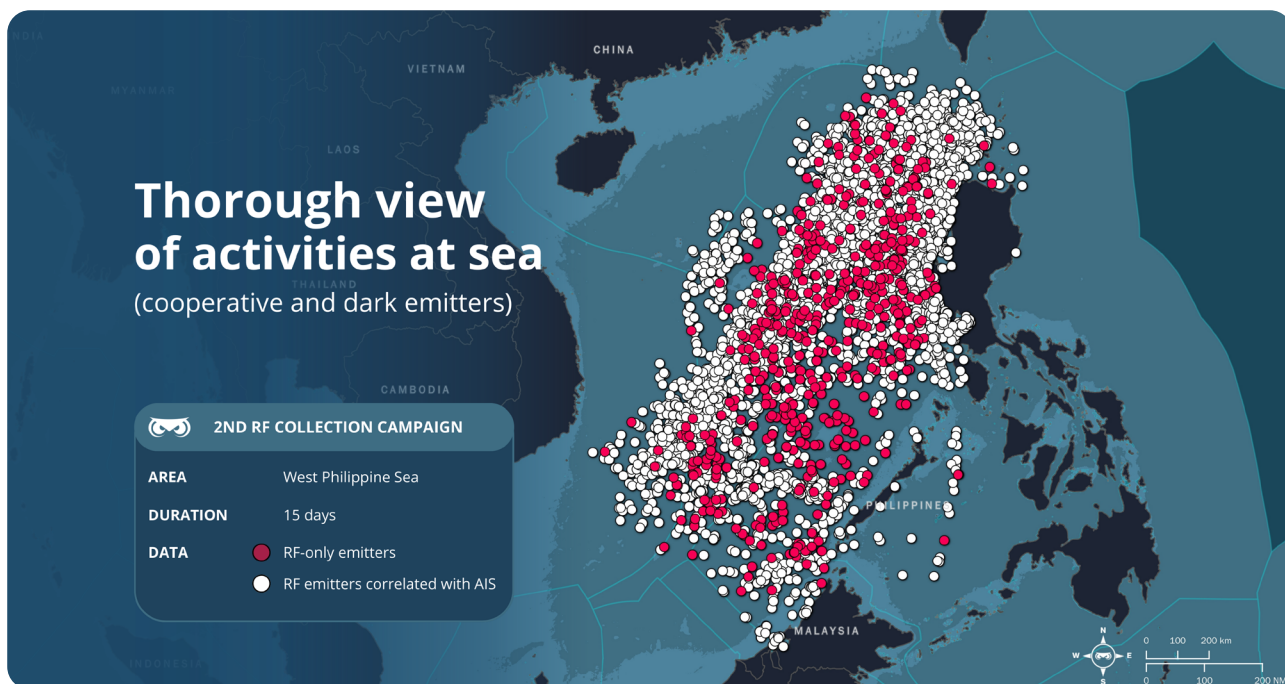 INDIA
MYANMAR
VIETNAM
CHINA
LAOS
Thorough view
of activities at sea
THAILAND
(cooperative and dark emitters)
CAMBODIA
2ND RF COLLECTION CAMPAIGN
AREA West Philippine Sea
DURATION 15 days
DATA RF-only emitters
RF emitters correlated with AIS
PHILIPPINES
MALAYSIA
INDONESIA
N
W E
S
0 100 200 km
0 100 200 NM